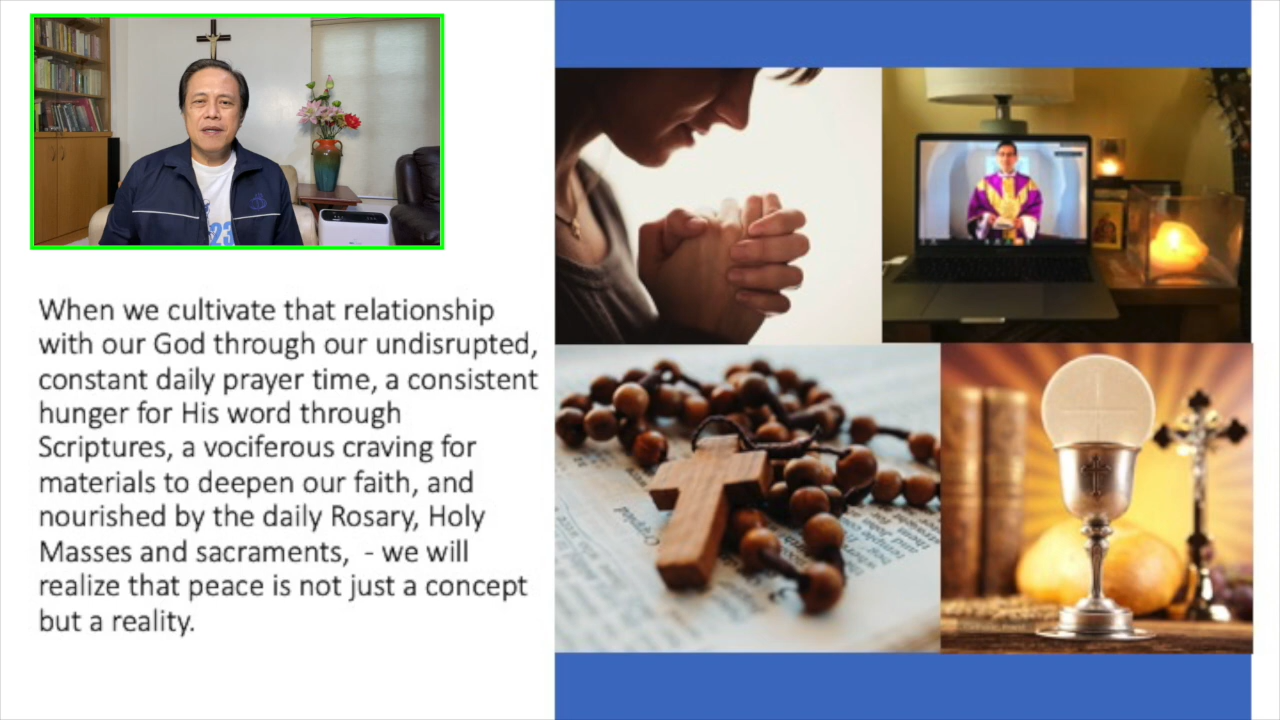 When we cultivate that relationship
with our God through our undisrupted,
constant daily prayer time, a consistent
hunger for His word through
Scriptures, a vociferous craving for
materials to deepen our faith, and
nourished by the daily Rosary, Holy
Masses and sacraments,  - we will
realize that peace is not just a concept
but a reality.
23